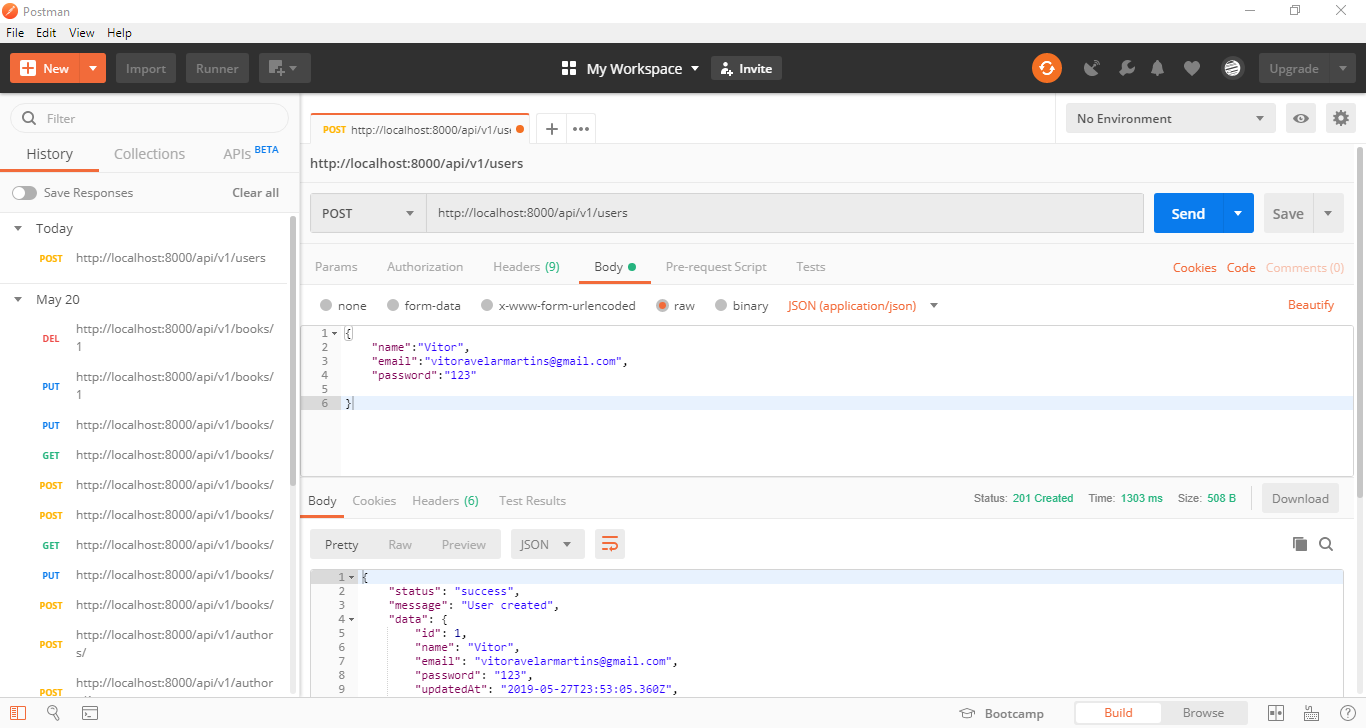 Postman
File Edit View Help
New Import Runner My Workspace Invite Upgrade
Filter
History Collections APIs BETA
Save Responses Clear all
Today
POST http://localhost:8000/api/v1/users
May 20
DEL http://localhost:8000/api/v1/books/
1
PUT http://localhost:8000/api/v1/books/
1
PUT http://localhost:8000/api/v1/books/
GET http://localhost:8000/api/v1/books/
POST http://localhost:8000/api/v1/books/
POST http://localhost:8000/api/v1/books/
GET http://localhost:8000/api/v1/books/
PUT http://localhost:8000/api/v1/books/
POST http://localhost:8000/api/v1/books/
POST http://localhost:8000/api/v1/author
s/
POST http://localhost:8000/api/v1/author
POST http://localhost:8000/api/v1/use
No Environment
http://localhost:8000/api/v1/users
POST http://localhost:8000/api/v1/users Send Save
Params Authorization Headers (9) Body Pre-request Script Tests Cookies Code Comments (0)
none form-data x-www-form-urlencoded raw binary JSON (application/json) Beautify
1 {
2 "name":"Vitor",
3 "email":"vitoravelarmartins@gmail.com",
4 "password":"123"
5
6 }
Body Cookies Headers (6) Test Results Status: 201 Created Time: 1303 ms Size: 508 B Download
Pretty Raw Preview JSON
1 {
2 "status": "success",
3 "message": "User created",
4 "data": {
5 "id": 1,
6 "name": "Vitor",
7 "email": "vitoravelarmartins@gmail.com",
8 "password": "123",
9 "updatedAt": "2019-05-27T23:53:05.360Z",
Bootcamp Build Browse